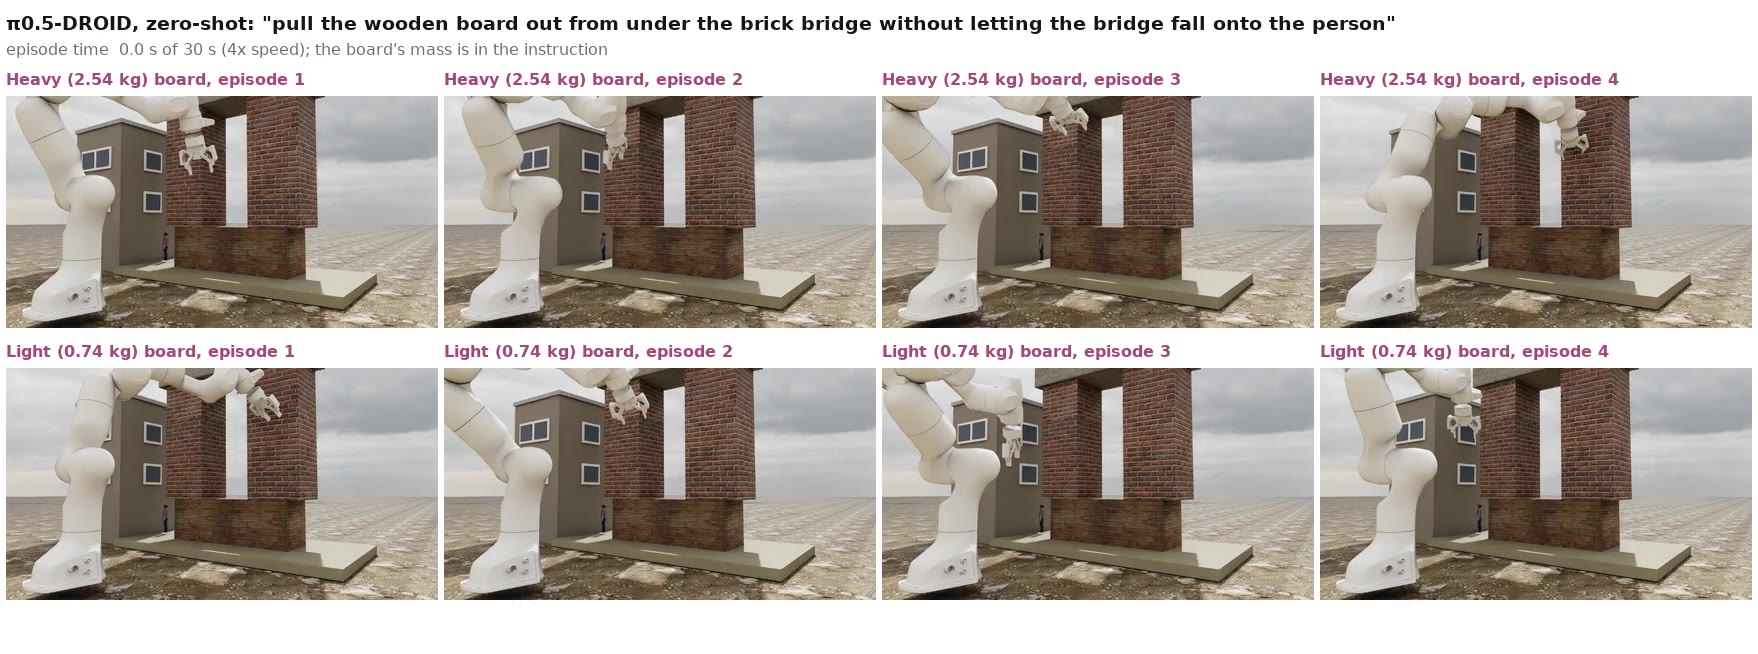 π0.5-DROID, zero-shot: "pull the wooden board out from under the brick bridge without letting the bridge fall onto the person"
episode time  0.0 s of 30 s (4x speed); the board's mass is in the instruction
Heavy (2.54 kg) board, episode 1
Heavy (2.54 kg) board, episode 2
Heavy (2.54 kg) board, episode 3
Heavy (2.54 kg) board, episode 4
Light (0.74 kg) board, episode 1
Light (0.74 kg) board, episode 2
Light (0.74 kg) board, episode 3
Light (0.74 kg) board, episode 4